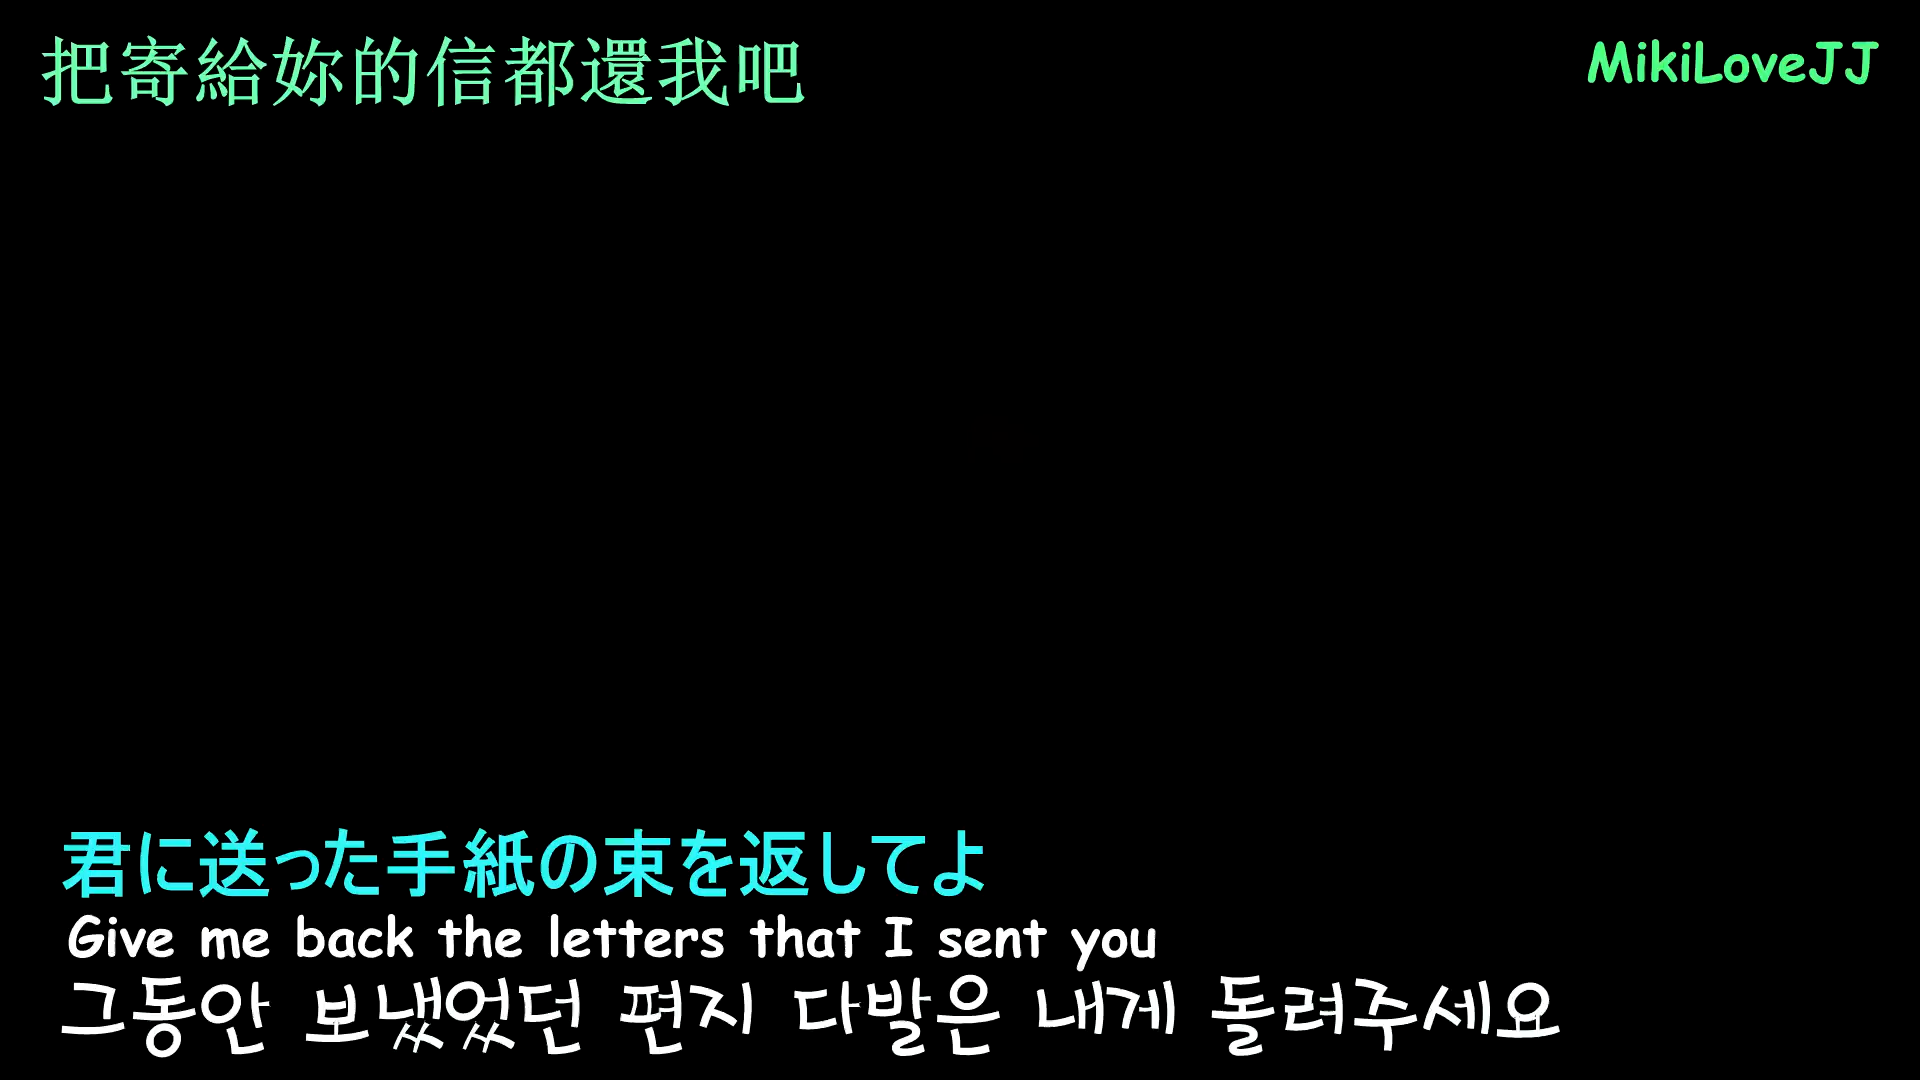 把寄給妳的信都還我吧
MikiLoveJJ
君に送った手紙の束を返してよ
Give me back the letters that I sent you
그동안 보냈었던 편지 다발은 내게 돌려주세요